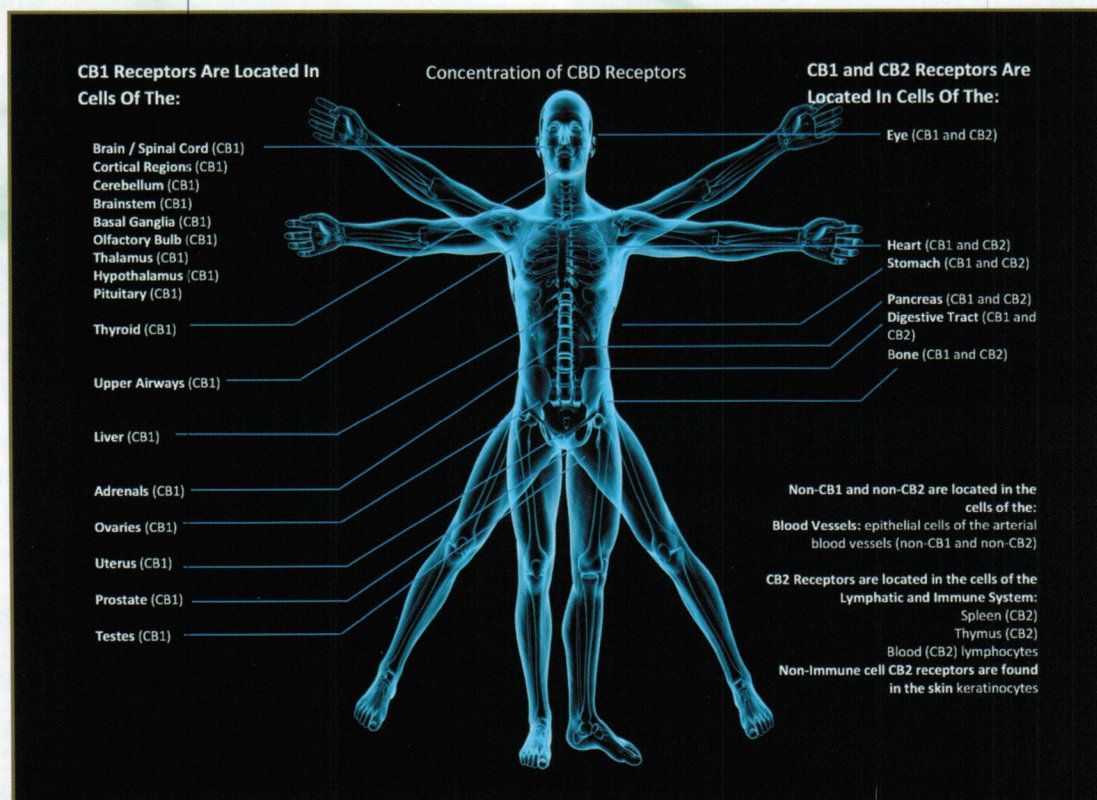 Concentration of CBD Receptors
CB1 Receptors Are Located In
Cells Of The:
Brain / Spinal Cord (CB1)
Cortical Regions (CB1)
Cerebellum (CB1)
Brainstem (CB1)
Basal Ganglia (CB1)
Olfactory Bulb (CB1)
Thalamus (CB1)
Hypothalamus (CB1)
Pituitary (CB1)
Thyroid (CB1)
Upper Airways (CB1)
Liver (CB1)
Adrenals (CB1)
Ovaries (CB1)
Uterus (CB1)
Prostate (CB1)
Testes (CB1)
CB1 and CB2 Receptors Are
Located In Cells Of The:
Eye (CB1 and CB2)
Heart (CB1 and CB2)
Stomach (CB1 and CB2)
Pancreas (CB1 and CB2)
Digestive Tract (CB1 and
CB2)
Bone (CB1 and CB2)
Non-CB1 and non-CB2 are located in the
cells of the:
Blood Vessels: epithelial cells of the arterial
blood vessels (non-CB1 and non-CB2)
CB2 Receptors are located in the cells of the
Lymphatic and Immune System:
Spleen (CB2)
Thymus (CB2)
Blood (CB2) lymphocytes
Non-Immune cell CB2 receptors are found
in the skin keratinocytes